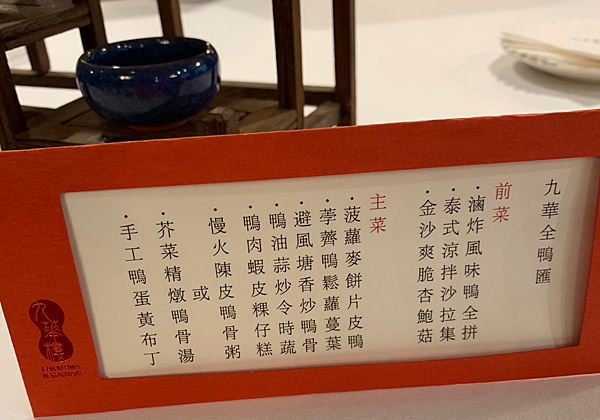 九華全鴨匯
前菜
·滷炸風味鴨全拼
·泰式涼拌沙拉集
·金沙爽脆杏鮑菇
主菜
·菠蘿麥餅片皮鴨
·荸薺鴨鬆蘿蔓葉
·避風塘香炒鴨骨
·鴨油蒜炒令時蔬
·鴨肉蝦皮粿仔糕
·慢火陳皮鴨骨粥
或
芥菜精燉鴨骨湯
·手工鴨蛋黃布丁
九華樓